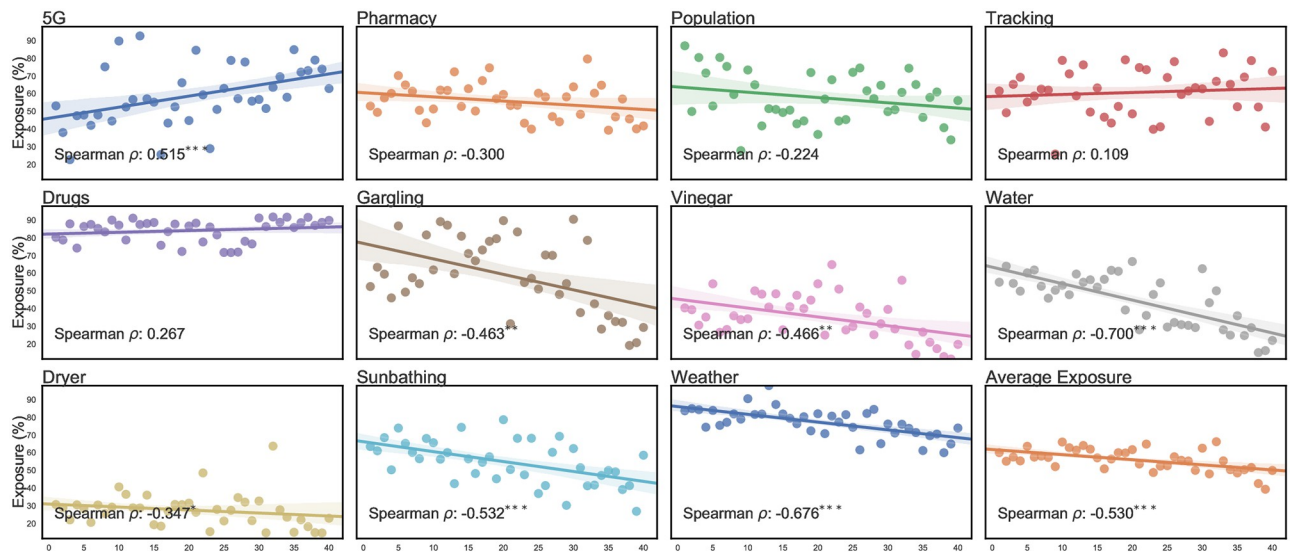 5G Pharmacy Population Tracking
Exposure (%)
90
80
70
60
50
40
30
20
Spearman ρ: 0.515***
Spearman ρ: -0.300
Spearman ρ: -0.224
Spearman ρ: 0.109
Drugs Gargling Vinegar Water
Exposure (%)
90
80
70
60
50
40
30
20
Spearman ρ: 0.267
Spearman ρ: -0.463**
Spearman ρ: -0.466**
Spearman ρ: -0.700***
Dryer Sunbathing Weather Average Exposure
Exposure (%)
90
80
70
60
50
40
30
20
Spearman ρ: -0.347*
Spearman ρ: -0.532***
Spearman ρ: -0.676***
Spearman ρ: -0.530***
0 5 10 15 20 25 30 35 40
0 5 10 15 20 25 30 35 40
0 5 10 15 20 25 30 35 40
0 5 10 15 20 25 30 35 40